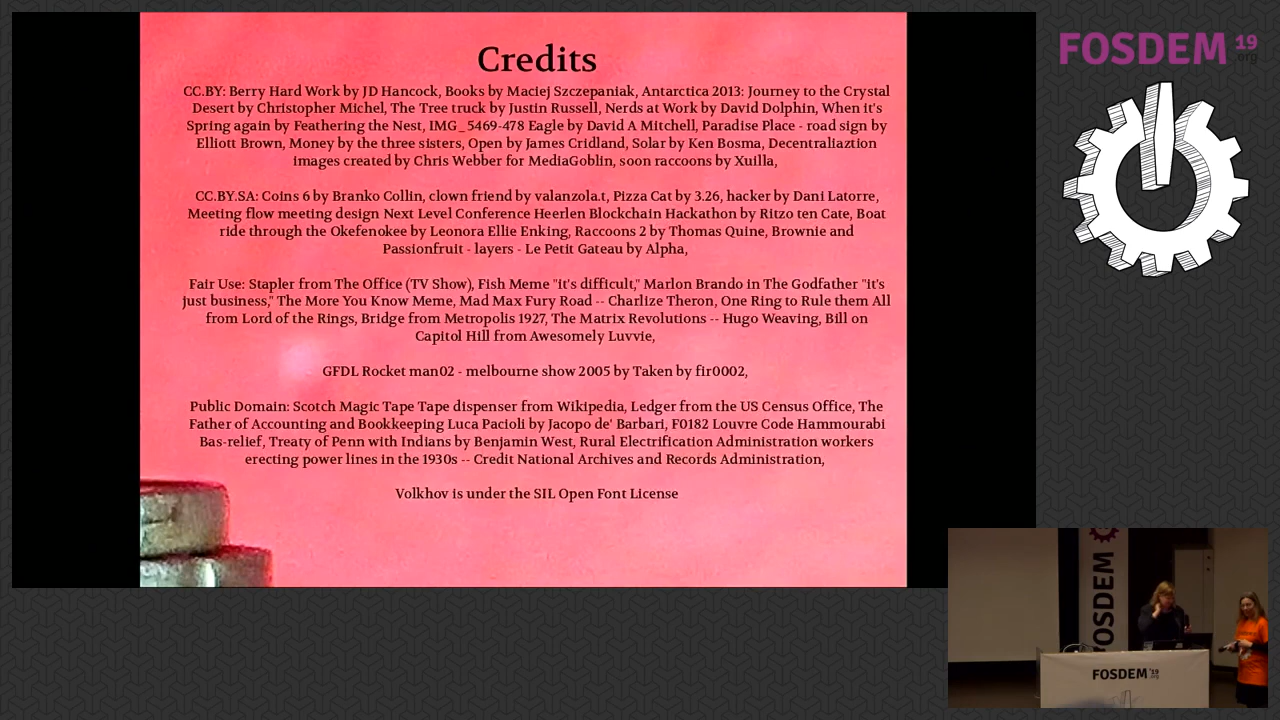 Credits
CC.BY: Berry Hard Work by JD Hancock, Books by Maciej Szczepaniak, Antarctica 2013: Journey to the Crystal
Desert by Christopher Michel, The Tree truck by Justin Russell, Nerds at Work by David Dolphin, When it's
Spring again by Feathering the Nest, IMG_5469-478 Eagle by David A Mitchell, Paradise Place - road sign by
Elliott Brown, Money by the three sisters, Open by James Cridland, Solar by Ken Bosma, Decentraliaztion
images created by Chris Webber for MediaGoblin, soon raccoons by Xuilla,
CC.BY.SA: Coins 6 by Branko Collin, clown friend by valanzola.t, Pizza Cat by 3.26, hacker by Dani Latorre,
Meeting flow meeting design Next Level Conference Heerlen Blockchain Hackathon by Ritzo ten Cate, Boat
ride through the Okefenokee by Leonora Ellie Enking, Raccoons 2 by Thomas Quine, Brownie and
Passionfruit - layers - Le Petit Gateau by Alpha,
Fair Use: Stapler from The Office (TV Show), Fish Meme "it's difficult," Marlon Brando in The Godfather "it's
just business," The More You Know Meme, Mad Max Fury Road -- Charlize Theron, One Ring to Rule them All
from Lord of the Rings, Bridge from Metropolis 1927, The Matrix Revolutions -- Hugo Weaving, Bill on
Capitol Hill from Awesomely Luvvie,
GFDL Rocket man02 - melbourne show 2005 by Taken by fir0002,
Public Domain: Scotch Magic Tape Tape dispenser from Wikipedia, Ledger from the US Census Office, The
Father of Accounting and Bookkeeping Luca Pacioli by Jacopo de' Barbari, F0182 Louvre Code Hammourabi
Bas-relief, Treaty of Penn with Indians by Benjamin West, Rural Electrification Administration workers
erecting power lines in the 1930s -- Credit National Archives and Records Administration,
Volkhov is under the SIL Open Font License
FOSDEM 19
.org
FOSDEM
FOSDEM '19
.org